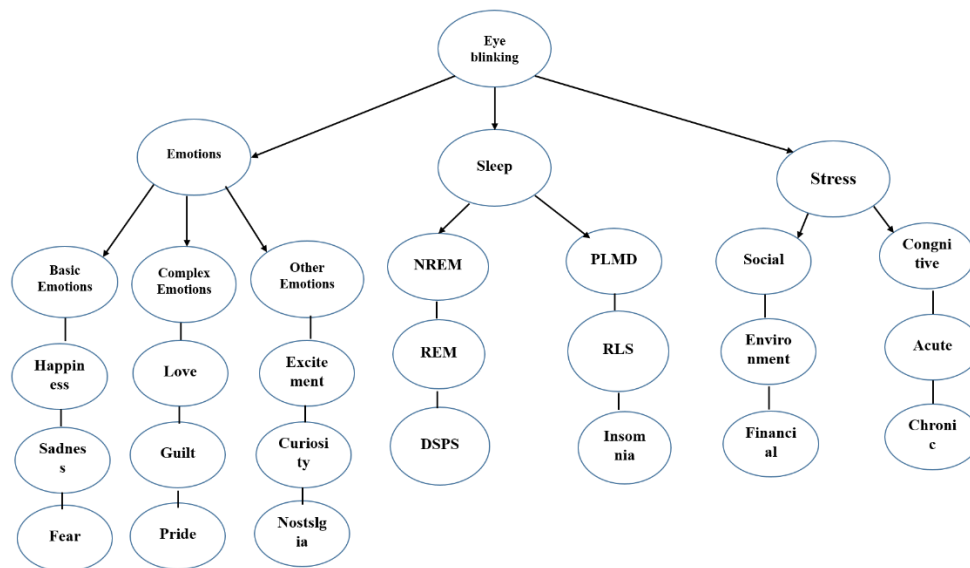 Eye
blinking
Emotions
Sleep
Stress
Basic
Emotions
Complex
Emotions
Other
Emotions
NREM
PLMD
Social
Congni
tive
Happin
ess
Love
Excite
ment
REM
RLS
Enviro
nment
Acute
Sadnes
s
Guilt
Curiosi
ty
DSPS
Insom
nia
Financi
al
Chroni
c
Fear
Pride
Nostslg
ia